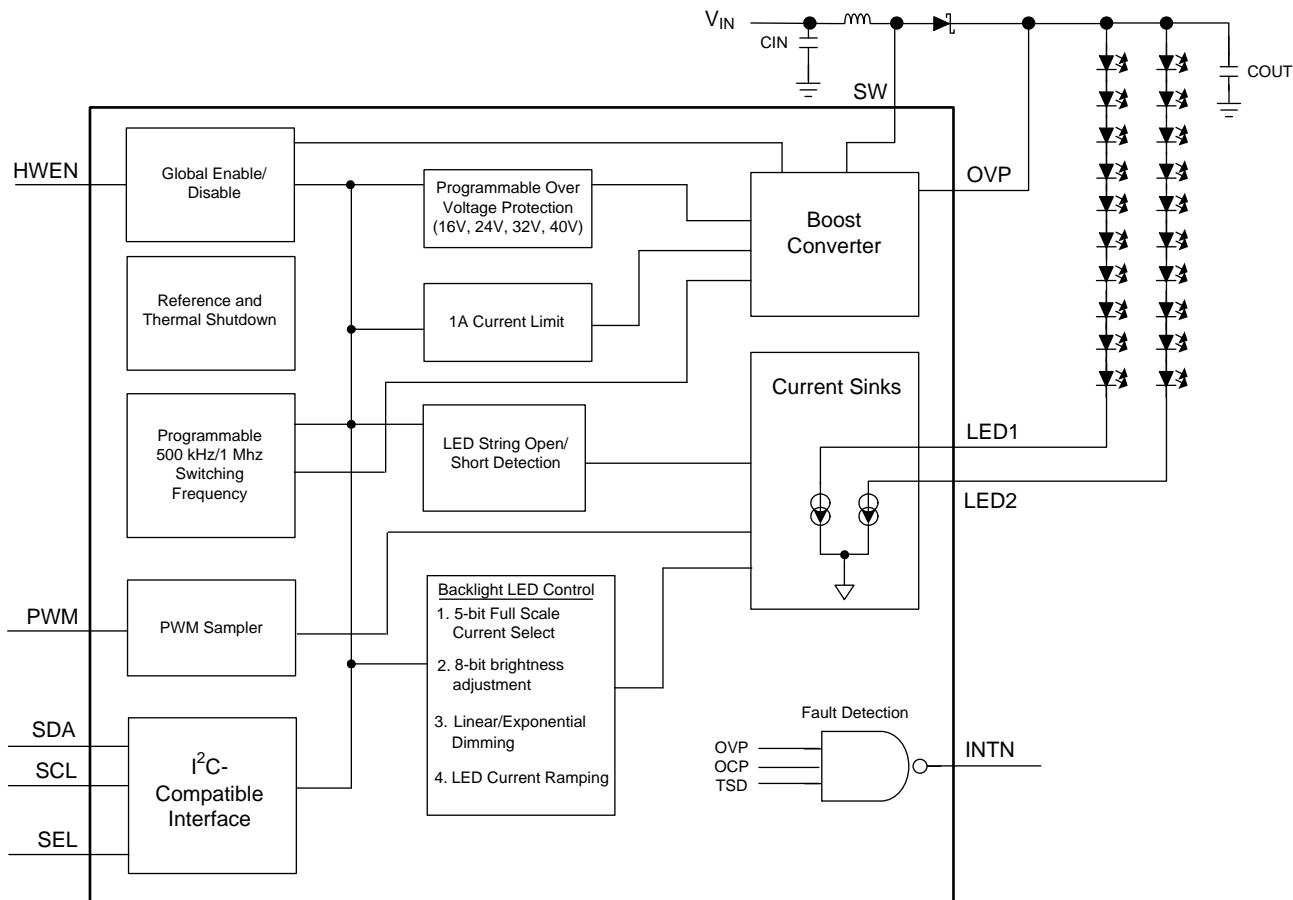 VIN
CIN
COUT
SW
HWEN
Global Enable/
Disable
Programmable Over
Voltage Protection
(16V, 24V, 32V, 40V)
Boost
Converter
OVP
Reference and
Thermal Shutdown
1A Current Limit
Programmable
500 kHz/1 Mhz
Switching
Frequency
LED String Open/
Short Detection
Current Sinks
LED1
LED2
PWM
PWM Sampler
Backlight LED Control
1. 5-bit Full Scale
Current Select
2. 8-bit brightness
adjustment
3. Linear/Exponential
Dimming
4. LED Current Ramping
SDA
SCL
SEL
I²C-
Compatible
Interface
Fault Detection
OVP
OCP
TSD
INTN